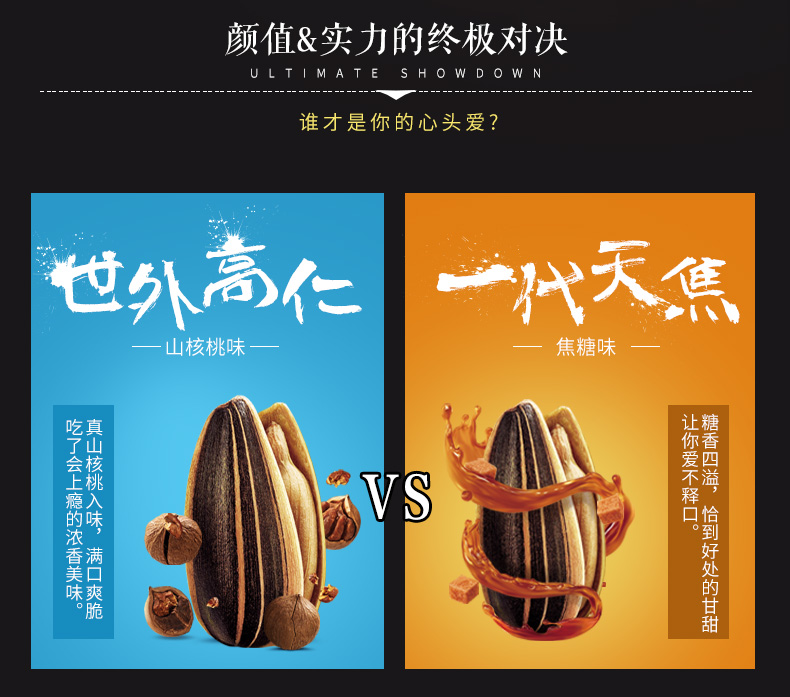 颜值&实力的终极对决
ULTIMATE SHOWDOWN
谁才是你的心头爱?
世外高仁
山核桃味
真山核桃入味，满口爽脆
吃了会上瘾的浓香美味。
VS
一代天焦
焦糖味
糖香四溢，恰到好处的甘甜
让你爱不释口。